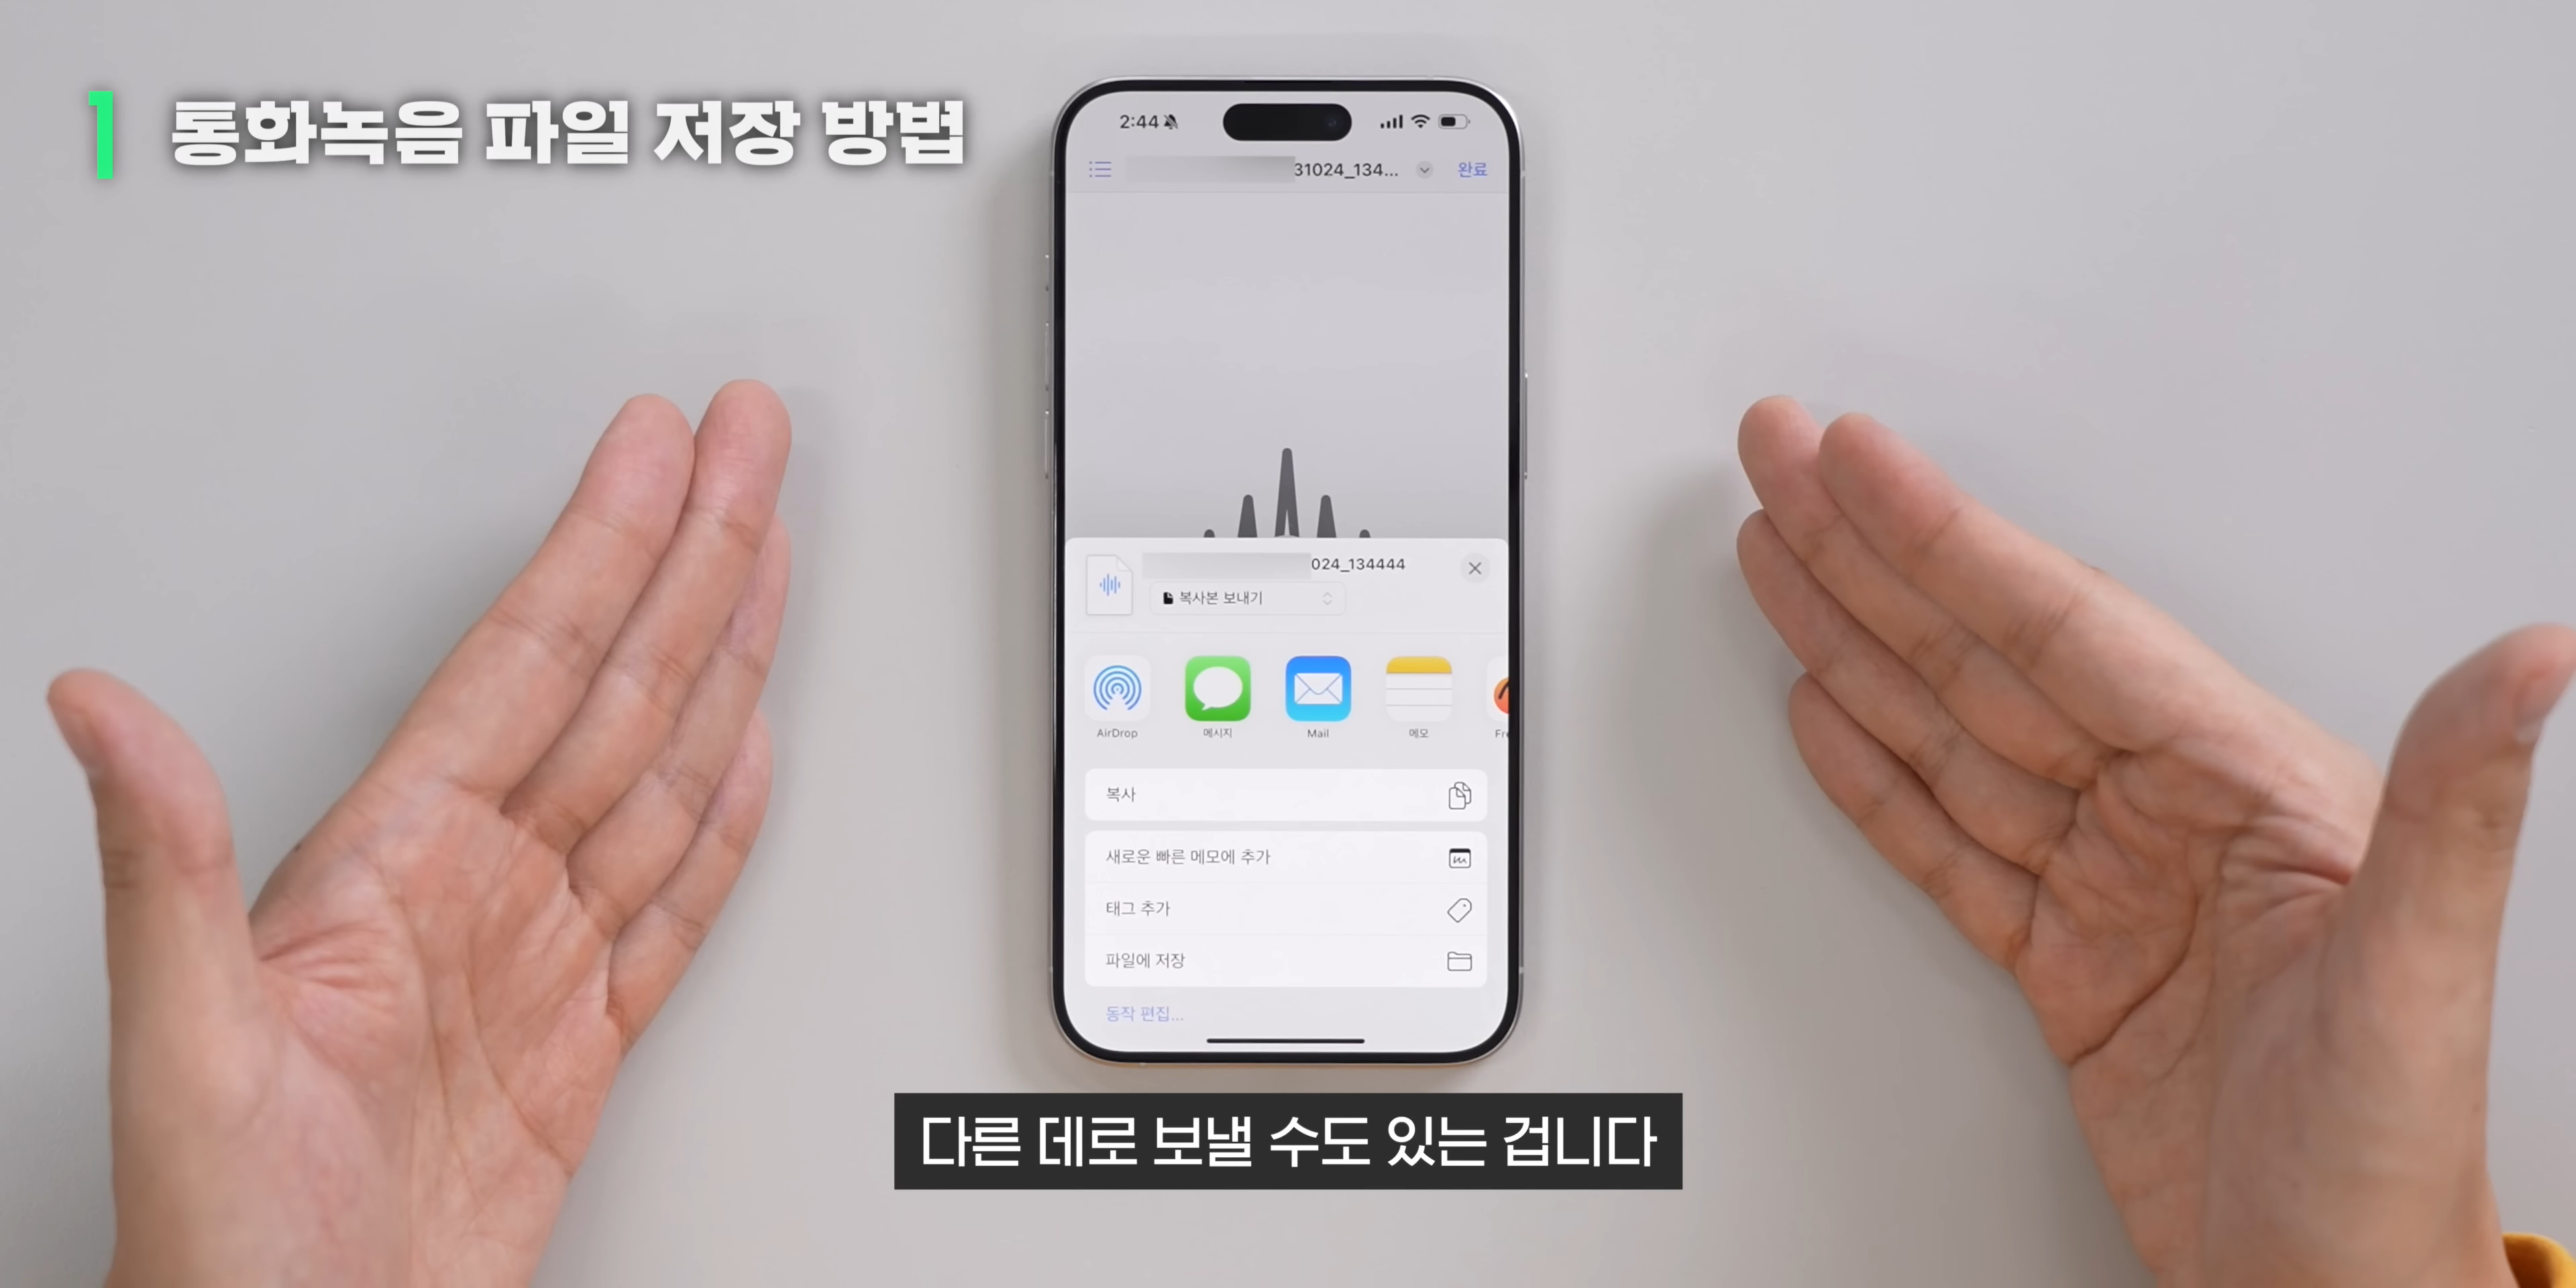 1 통화녹음 파일 저장 방법
2:44
31024_134...
완료
024_134444
복사본 보내기
AirDrop
메시지
Mail
메모
복사
새로운 빠른 메모에 추가
태그 추가
파일에 저장
동작 편집...
다른 데로 보낼 수도 있는 겁니다